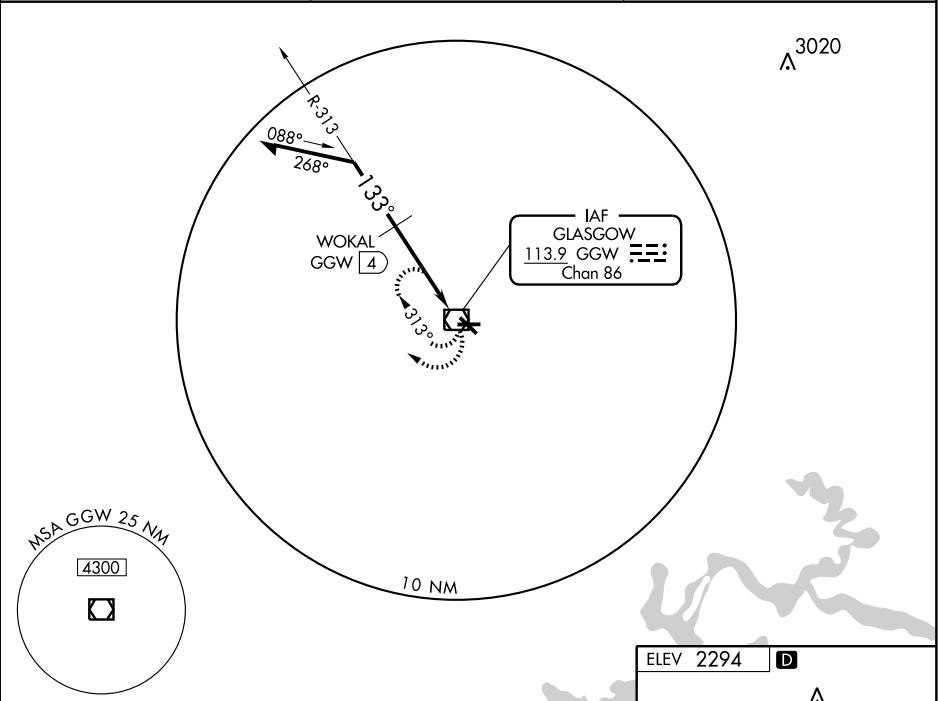 3020
R-313
088°
268°
133°
IAF
GLASGOW
113.9 GGW
Chan 86
WOKAL
GGW 4
313°
MSA GGW 25 NM
4300
10 NM
ELEV 2294 D